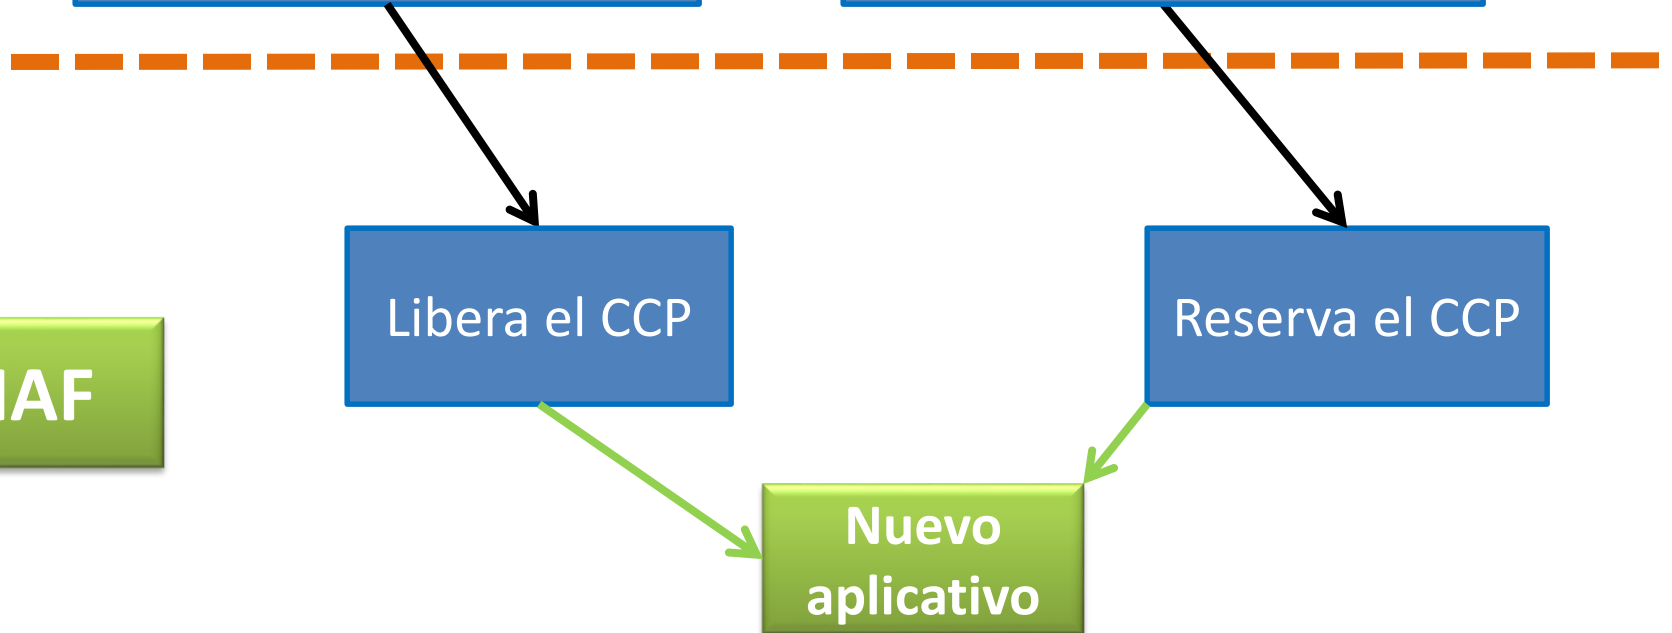 Libera el CCP
Reserva el CCP
Nuevo
aplicativo